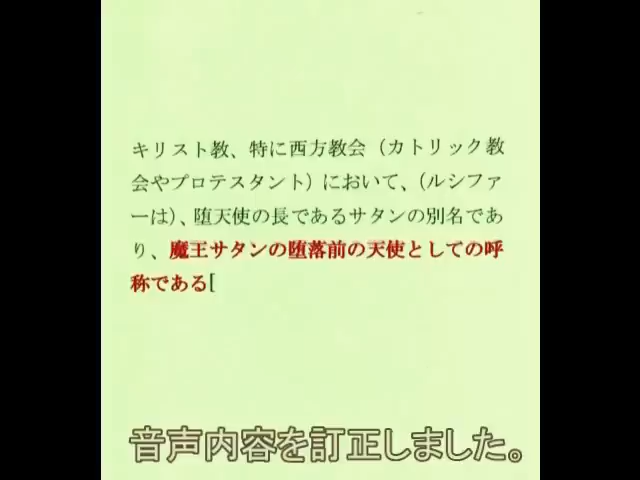 キリスト教、特に西方教会（カトリック教
会やプロテスタント）において、（ルシファ
ーは）、堕天使の長であるサタンの別名であ
り、魔王サタンの堕落前の天使としての呼
称である[
音声内容を訂正しました。